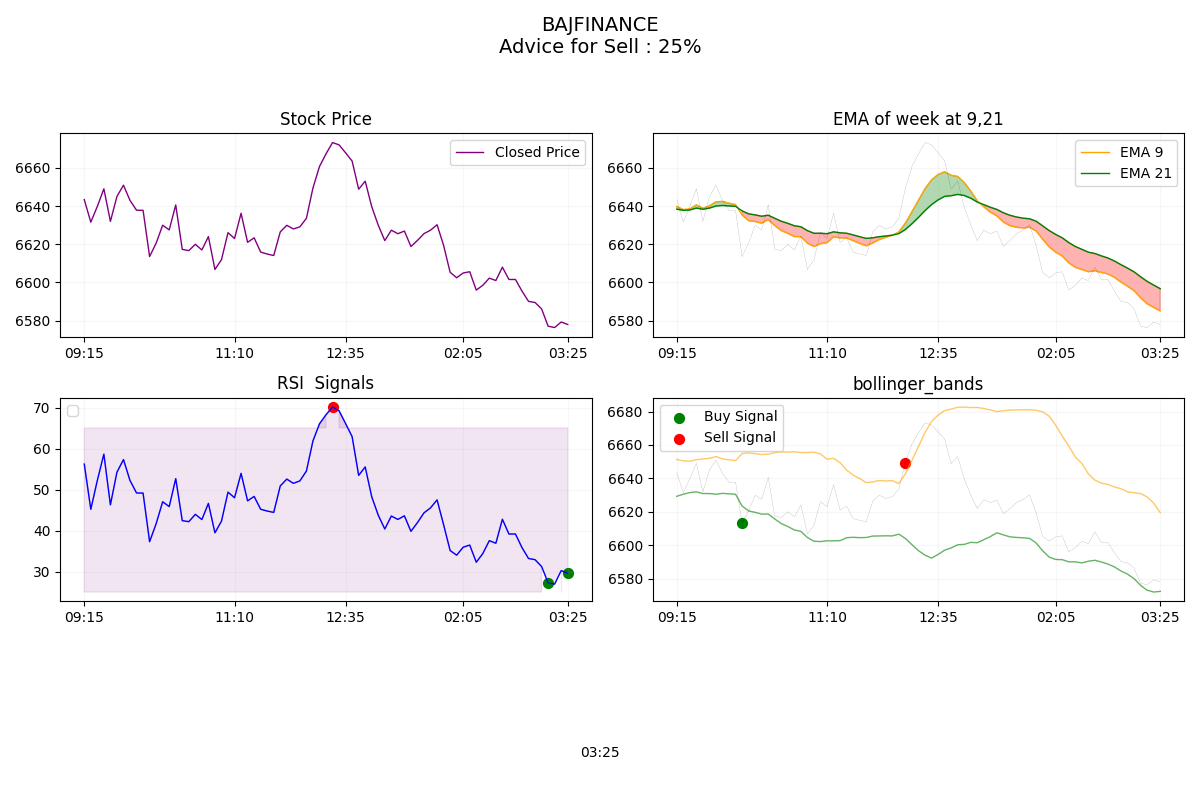 BAJFINANCE
Advice for Sell : 25%
Stock Price
6660
6640
6620
6600
6580
Closed Price
09:15 11:10 12:35 02:05 03:25
EMA of week at 9,21
6660
6640
6620
6600
6580
EMA 9
EMA 21
09:15 11:10 12:35 02:05 03:25
RSI  Signals
70
60
50
40
30
09:15 11:10 12:35 02:05 03:25
bollinger_bands
6680
6660
6640
6620
6600
6580
Buy Signal
Sell Signal
09:15 11:10 12:35 02:05 03:25
03:25